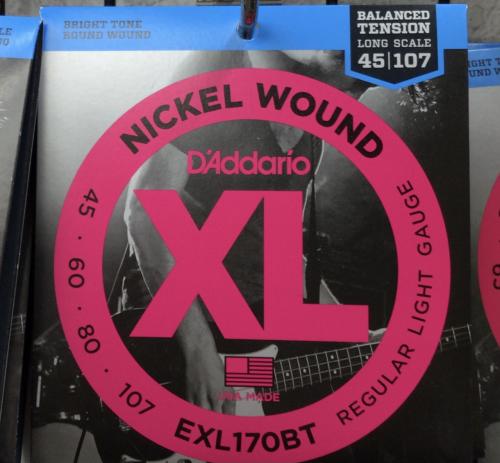 BRIGHT TONE
ROUND WOUND
BALANCED
TENSION
LONG SCALE
45|107
NICKEL WOUND
D'Addario
XL
45 · 60 · 80 · 107
REGULAR LIGHT GAUGE
USA MADE
EXL170BT